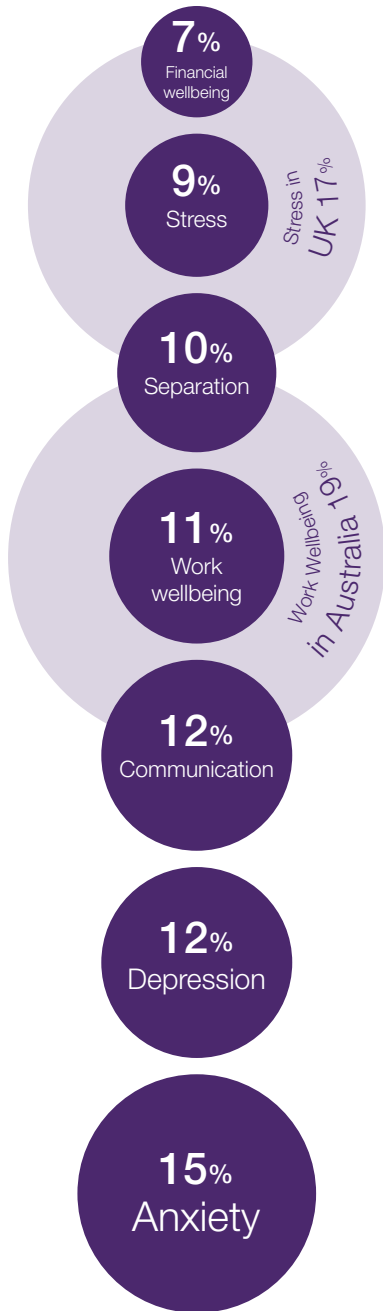 7%
Financial
wellbeing
9%
Stress
Stress in
UK 17%
10%
Separation
11%
Work
wellbeing
Work Wellbeing
in Australia 19%
12%
Communication
12%
Depression
15%
Anxiety